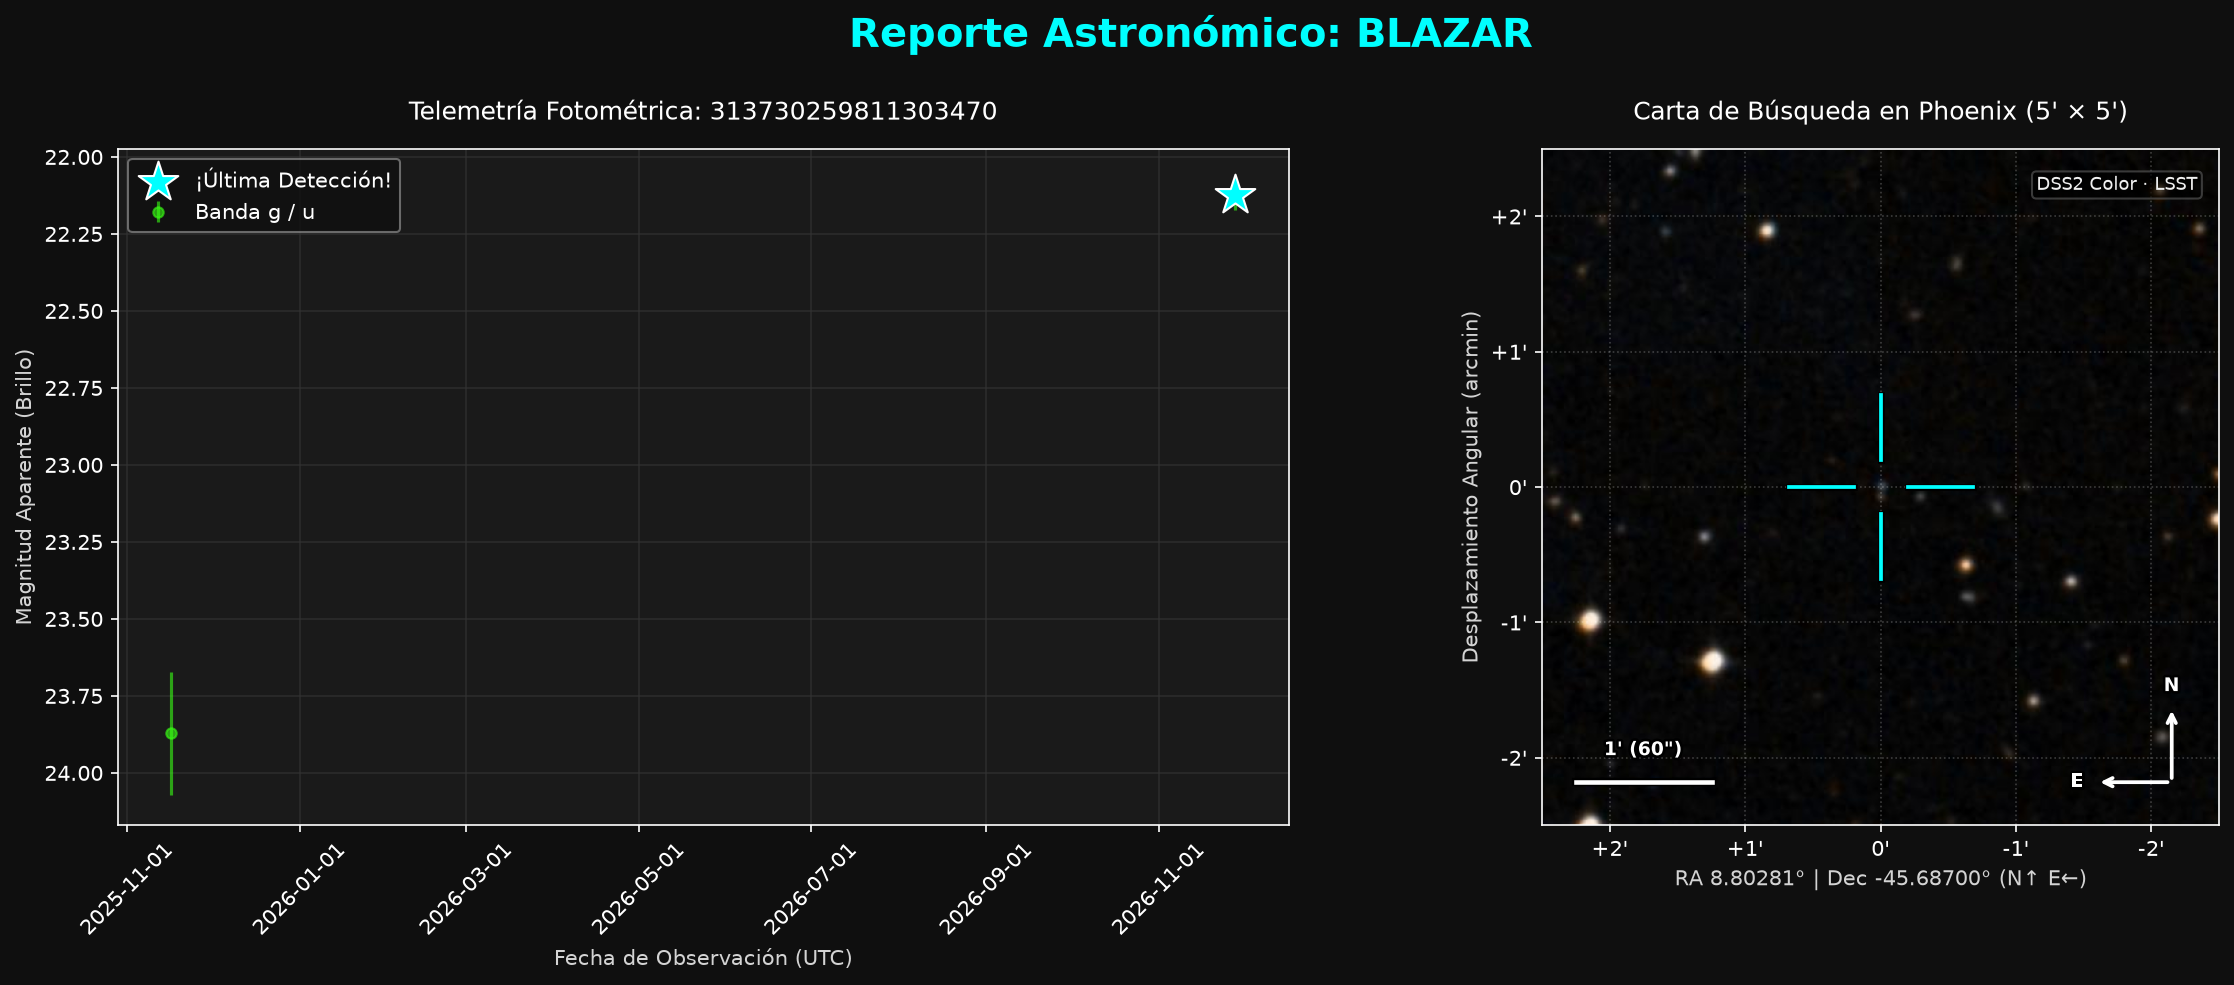 Reporte Astronómico: BLAZAR
Telemetría Fotométrica: 313730259811303470
¡Última Detección!
Banda g / u
Magnitud Aparente (Brillo)
22.00
22.25
22.50
22.75
23.00
23.25
23.50
23.75
24.00
2025-11-01
2026-01-01
2026-03-01
2026-05-01
2026-07-01
2026-09-01
2026-11-01
Fecha de Observación (UTC)
Carta de Búsqueda en Phoenix (5' × 5')
DSS2 Color · LSST
Desplazamiento Angular (arcmin)
+2'
+1'
0'
-1'
-2'
N
E
1' (60")
+2'
+1'
0'
-1'
-2'
RA 8.80281° | Dec -45.68700° (N↑ E←)